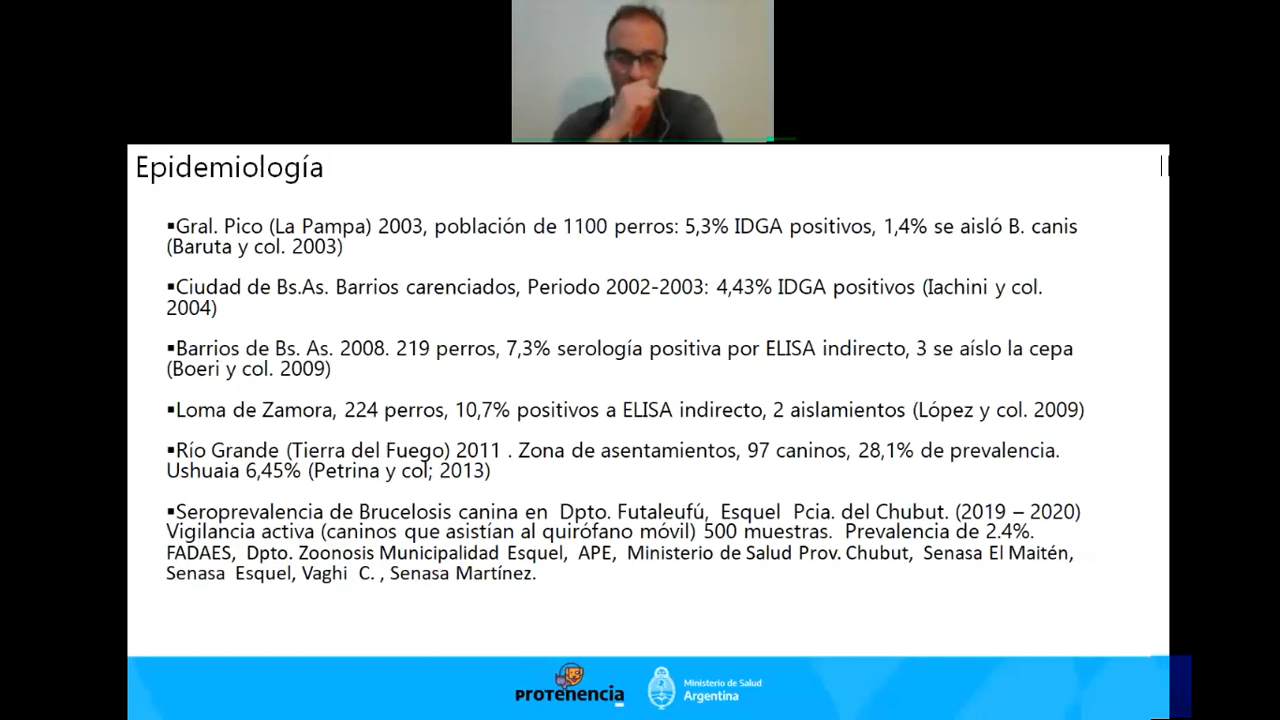 Epidemiología
▪Gral. Pico (La Pampa) 2003, población de 1100 perros: 5,3% IDGA positivos, 1,4% se aisló B. canis
(Baruta y col. 2003)
▪Ciudad de Bs.As. Barrios carenciados, Periodo 2002-2003: 4,43% IDGA positivos (Iachini y col.
2004)
▪Barrios de Bs. As. 2008. 219 perros, 7,3% serología positiva por ELISA indirecto, 3 se aíslo la cepa
(Boeri y col. 2009)
▪Loma de Zamora, 224 perros, 10,7% positivos a ELISA indirecto, 2 aislamientos (López y col. 2009)
▪Río Grande (Tierra del Fuego) 2011 . Zona de asentamientos, 97 caninos, 28,1% de prevalencia.
Ushuaia 6,45% (Petrina y col; 2013)
▪Seroprevalencia de Brucelosis canina en Dpto. Futaleufú, Esquel Pcia. del Chubut. (2019 – 2020)
Vigilancia activa (caninos que asistían al quirófano móvil) 500 muestras. Prevalencia de 2.4%.
FADAES, Dpto. Zoonosis Municipalidad Esquel, APE, Ministerio de Salud Prov. Chubut, Senasa El Maitén,
Senasa Esquel, Vaghi C. , Senasa Martínez.
PROTENENCIA
Ministerio de Salud
Argentina